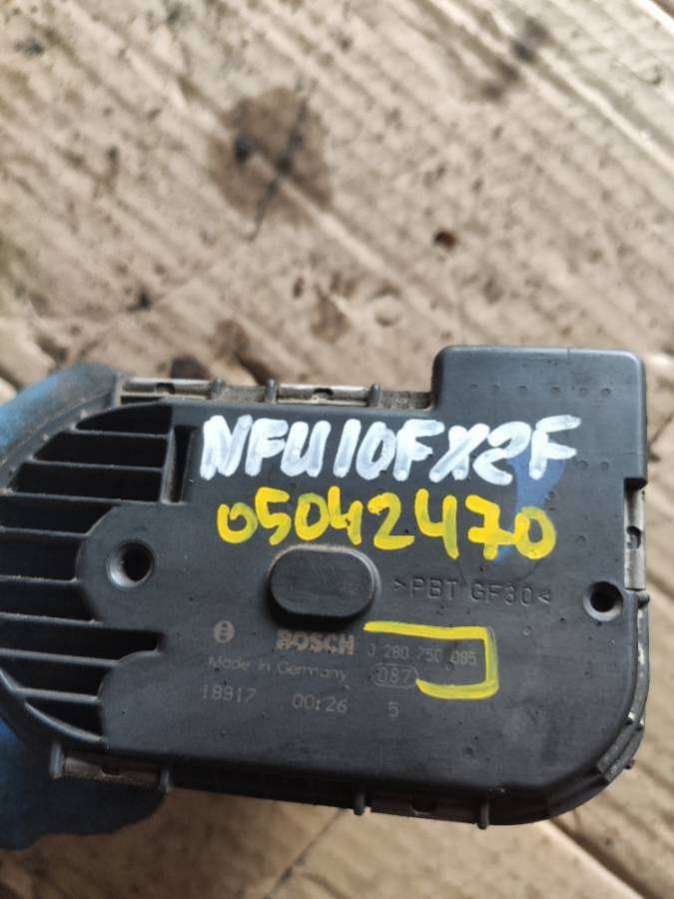 NFU10FX2F
05042470
>PBT GF30<
BOSCH 0 280 750 085
Made in Germany 087
18917 00:26 5